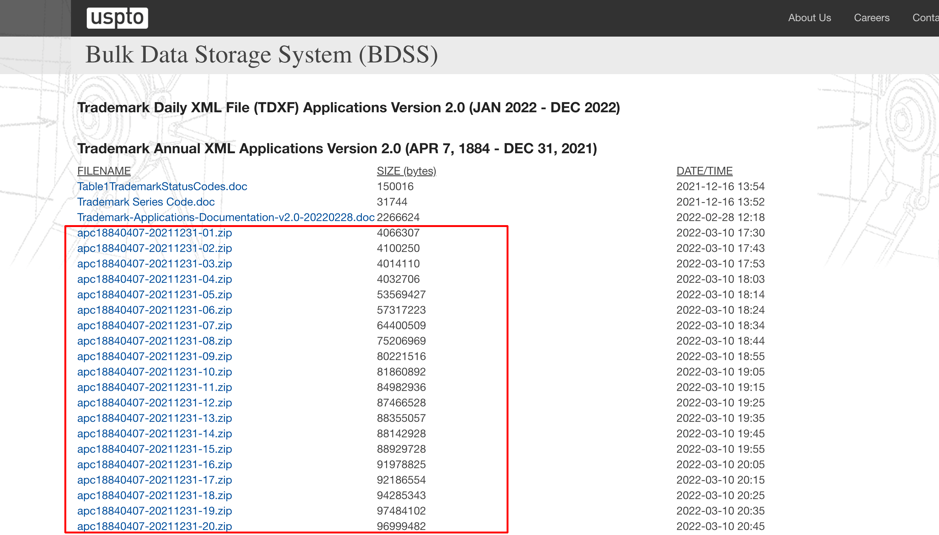 uspto
About Us Careers Conta
Bulk Data Storage System (BDSS)
Trademark Daily XML File (TDXF) Applications Version 2.0 (JAN 2022 - DEC 2022)
Trademark Annual XML Applications Version 2.0 (APR 7, 1884 - DEC 31, 2021)
FILENAME SIZE (bytes) DATE/TIME
Table1TrademarkStatusCodes.doc 150016 2021-12-16 13:54
Trademark Series Code.doc 31744 2021-12-16 13:52
Trademark-Applications-Documentation-v2.0-20220228.doc 2266624 2022-02-28 12:18
apc18840407-20211231-01.zip 4066307 2022-03-10 17:30
apc18840407-20211231-02.zip 4100250 2022-03-10 17:43
apc18840407-20211231-03.zip 4014110 2022-03-10 17:53
apc18840407-20211231-04.zip 4032706 2022-03-10 18:03
apc18840407-20211231-05.zip 53569427 2022-03-10 18:14
apc18840407-20211231-06.zip 57317223 2022-03-10 18:24
apc18840407-20211231-07.zip 64400509 2022-03-10 18:34
apc18840407-20211231-08.zip 75206969 2022-03-10 18:44
apc18840407-20211231-09.zip 80221516 2022-03-10 18:55
apc18840407-20211231-10.zip 81860892 2022-03-10 19:05
apc18840407-20211231-11.zip 84982936 2022-03-10 19:15
apc18840407-20211231-12.zip 87466528 2022-03-10 19:25
apc18840407-20211231-13.zip 88355057 2022-03-10 19:35
apc18840407-20211231-14.zip 88142928 2022-03-10 19:45
apc18840407-20211231-15.zip 88929728 2022-03-10 19:55
apc18840407-20211231-16.zip 91978825 2022-03-10 20:05
apc18840407-20211231-17.zip 92186554 2022-03-10 20:15
apc18840407-20211231-18.zip 94285343 2022-03-10 20:25
apc18840407-20211231-19.zip 97484102 2022-03-10 20:35
apc18840407-20211231-20.zip 96999482 2022-03-10 20:45